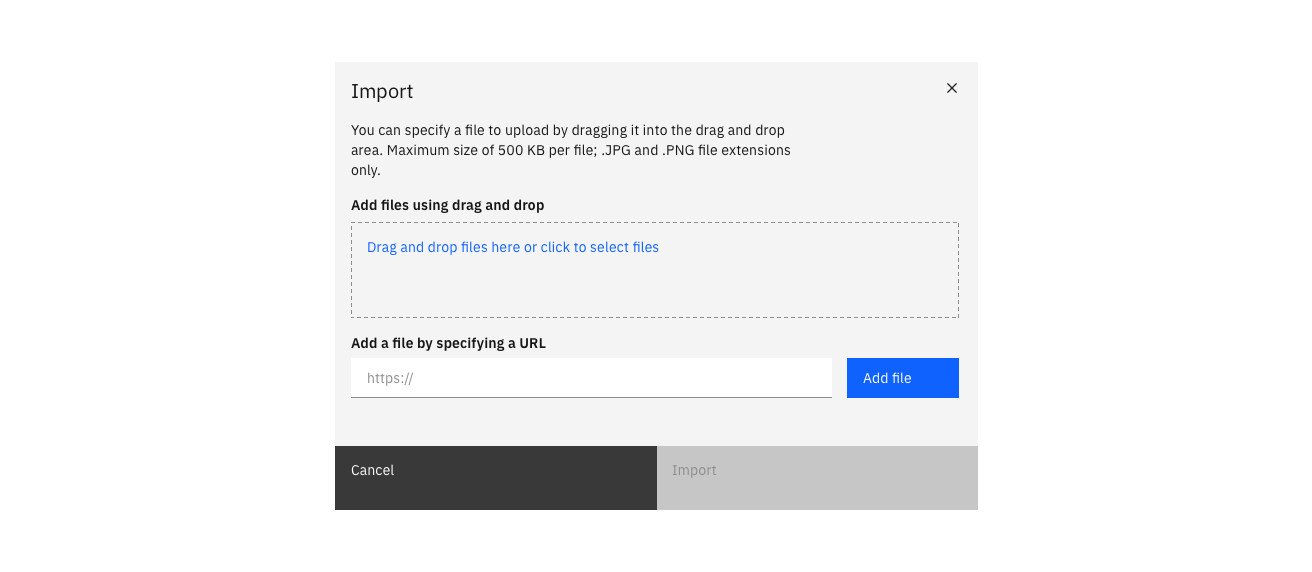 Import
You can specify a file to upload by dragging it into the drag and drop
area. Maximum size of 500 KB per file; .JPG and .PNG file extensions
only.
Add files using drag and drop
Drag and drop files here or click to select files
Add a file by specifying a URL
https://
Add file
Cancel
Import